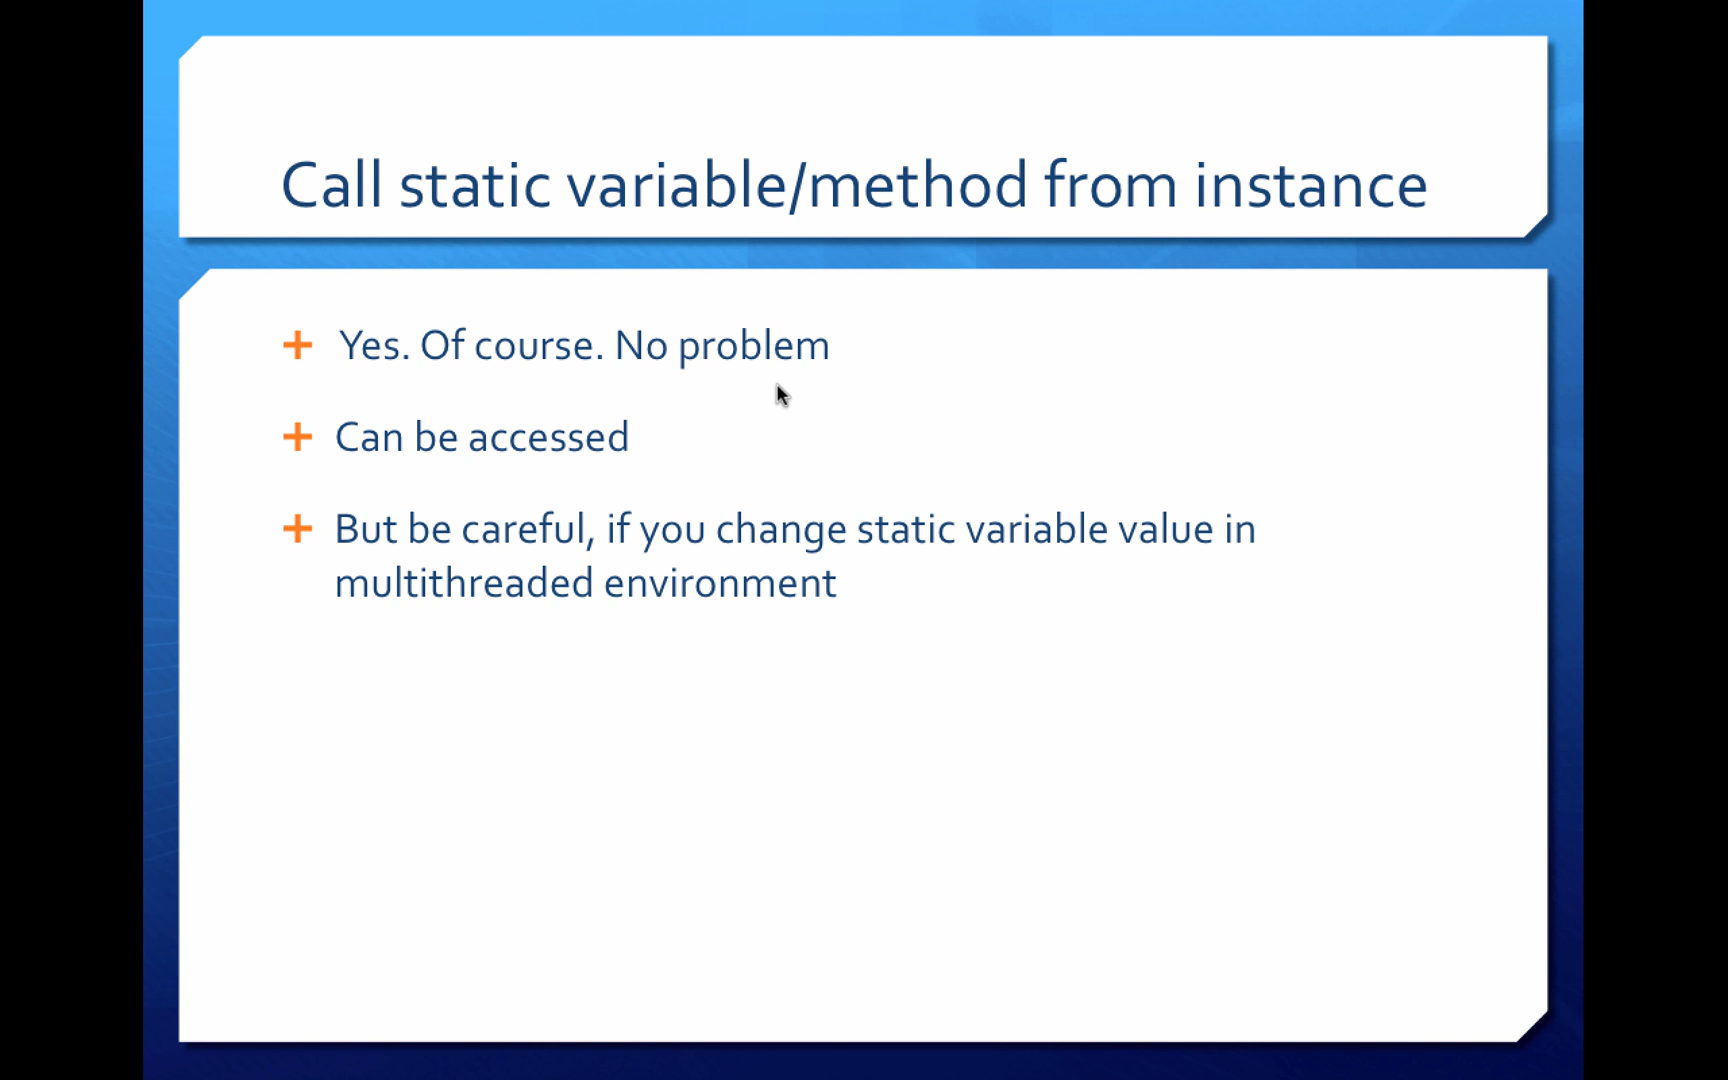 Call static variable/method from instance
Yes. Of course. No problem
Can be accessed
But be careful, if you change static variable value in
multithreaded environment